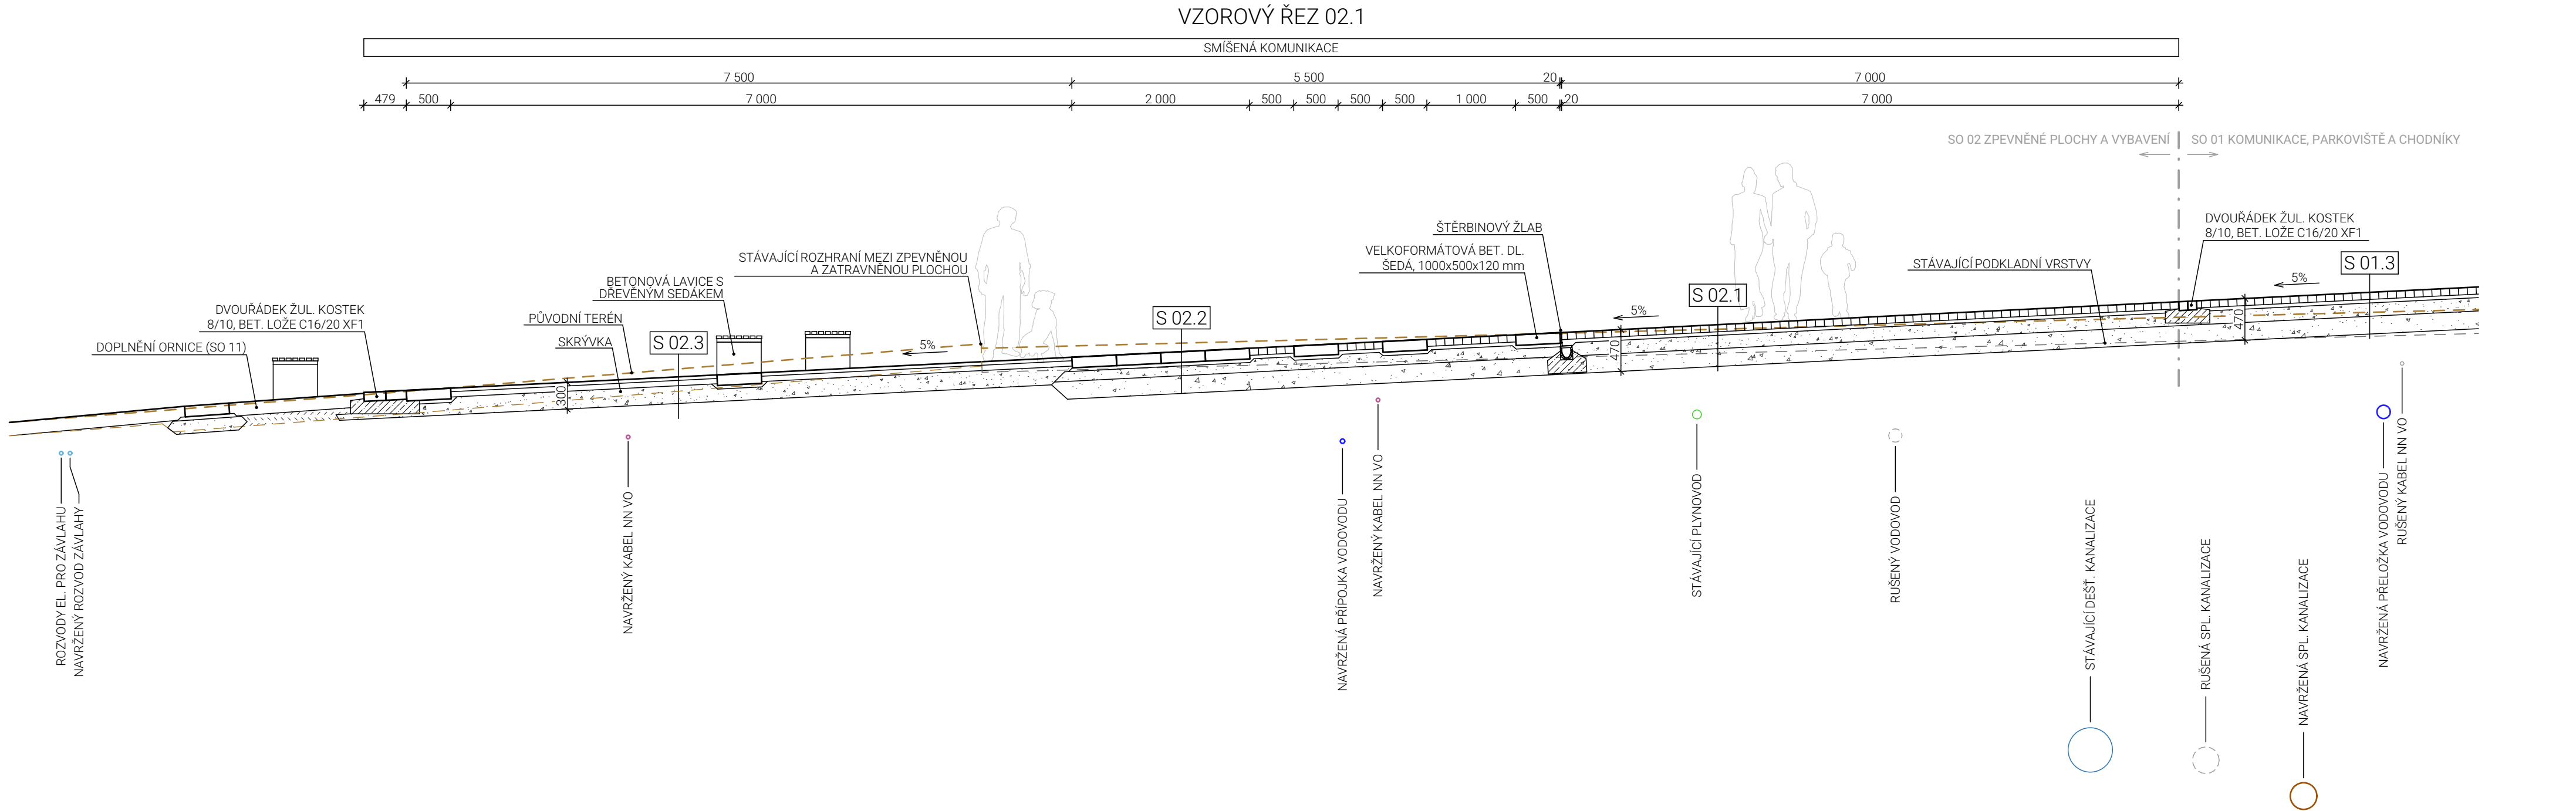 VZOROVÝ ŘEZ 02.1
SMÍŠENÁ KOMUNIKACE
7 500
5 500
20
7 000
479
500
7 000
2 000
500
500
500
500
1 000
500
20
7 000
SO 02 ZPEVNĚNÉ PLOCHY A VYBAVENÍ
SO 01 KOMUNIKACE, PARKOVIŠTĚ A CHODNÍKY
DOPLNĚNÍ ORNICE (SO 11)
DVOUŘÁDEK ŽUL. KOSTEK
8/10, BET. LOŽE C16/20 XF1
PŮVODNÍ TERÉN
SKRÝVKA
BETONOVÁ LAVICE S
DŘEVĚNÝM SEDÁKEM
S 02.3
STÁVAJÍCÍ ROZHRANÍ MEZI ZPEVNĚNOU
A ZATRAVNĚNOU PLOCHOU
5%
300
S 02.2
ŠTĚRBINOVÝ ŽLAB
VELKOFORMÁTOVÁ BET. DL.
ŠEDÁ, 1000x500x120 mm
5%
470
S 02.1
STÁVAJÍCÍ PODKLADNÍ VRSTVY
DVOUŘÁDEK ŽUL. KOSTEK
8/10, BET. LOŽE C16/20 XF1
5%
470
S 01.3
ROZVODY EL. PRO ZÁVLAHU
NAVRŽENÝ ROZVOD ZÁVLAHY
NAVRŽENÝ KABEL NN VO
NAVRŽENÁ PŘÍPOJKA VODOVODU
NAVRŽENÝ KABEL NN VO
STÁVAJÍCÍ PLYNOVOD
RUŠENÝ VODOVOD
STÁVAJÍCÍ DEŠŤ. KANALIZACE
RUŠENÁ SPL. KANALIZACE
NAVRŽENÁ SPL. KANALIZACE
NAVRŽENÁ PŘELOŽKA VODOVODU
RUŠENÝ KABEL NN VO